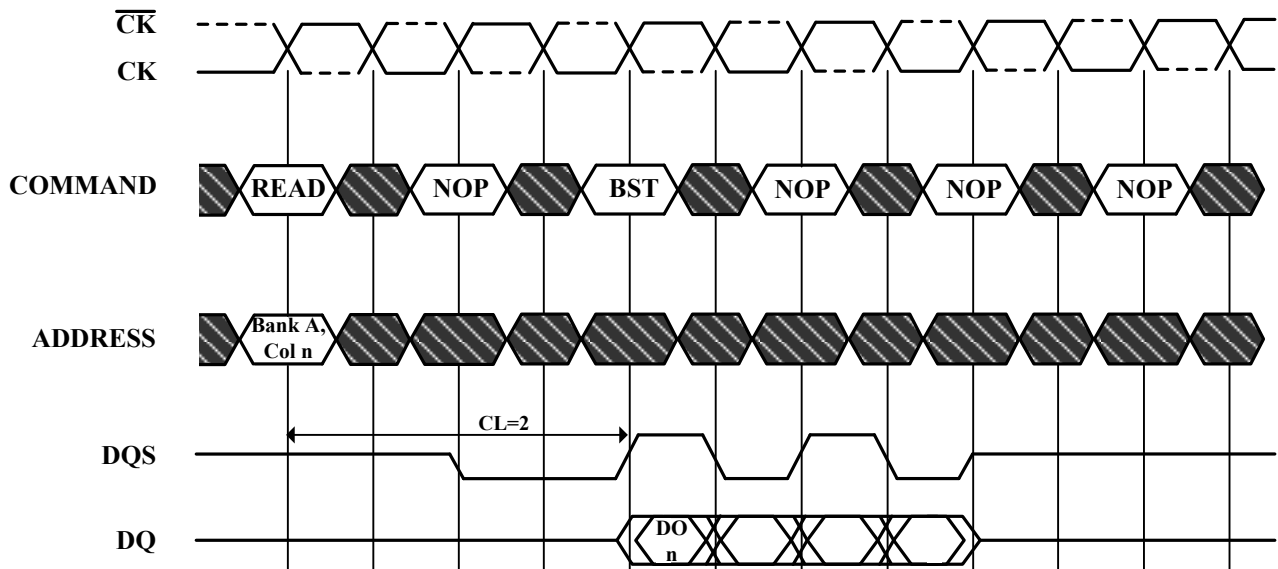 CK
CK
COMMAND
READ
NOP
BST
NOP
NOP
NOP
ADDRESS
Bank A,
Col n
CL=2
DQS
DQ
DO
n